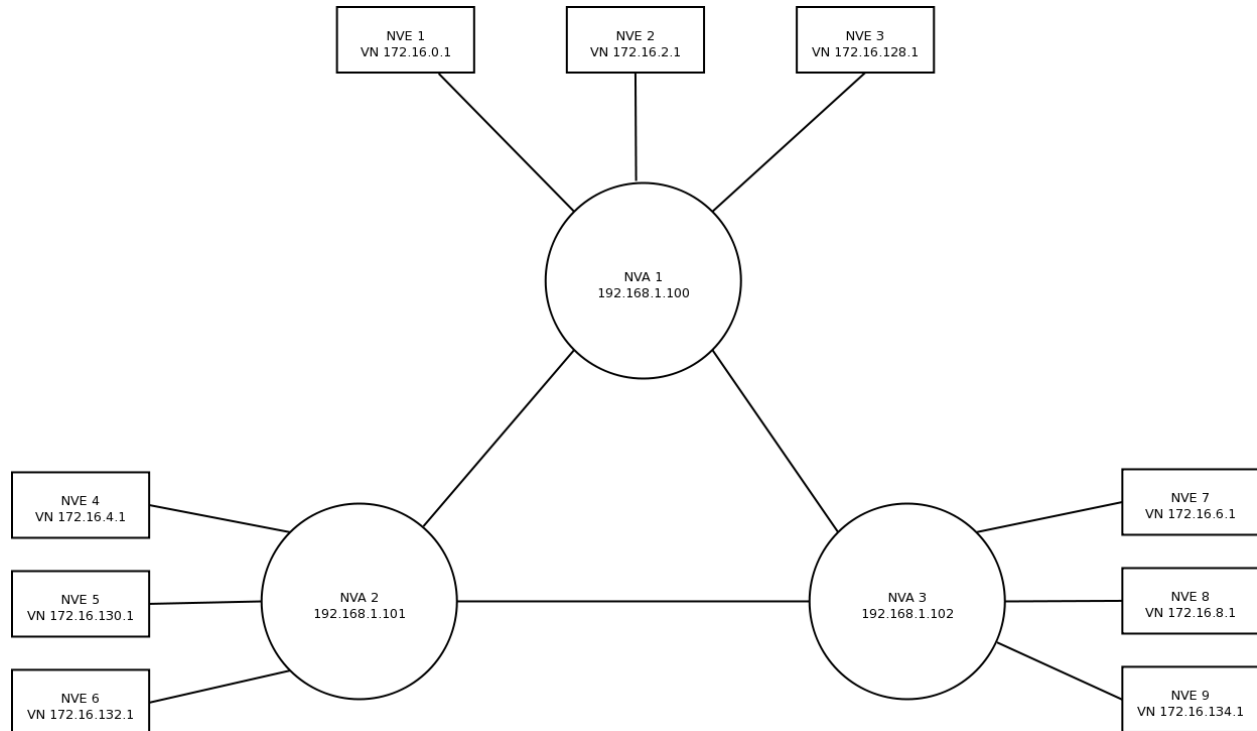 NVE 1
VN 172.16.0.1
NVE 2
VN 172.16.2.1
NVE 3
VN 172.16.128.1
NVA 1
192.168.1.100
NVE 4
VN 172.16.4.1
NVE 5
VN 172.16.130.1
NVE 6
VN 172.16.132.1
NVA 2
192.168.1.101
NVA 3
192.168.1.102
NVE 7
VN 172.16.6.1
NVE 8
VN 172.16.8.1
NVE 9
VN 172.16.134.1